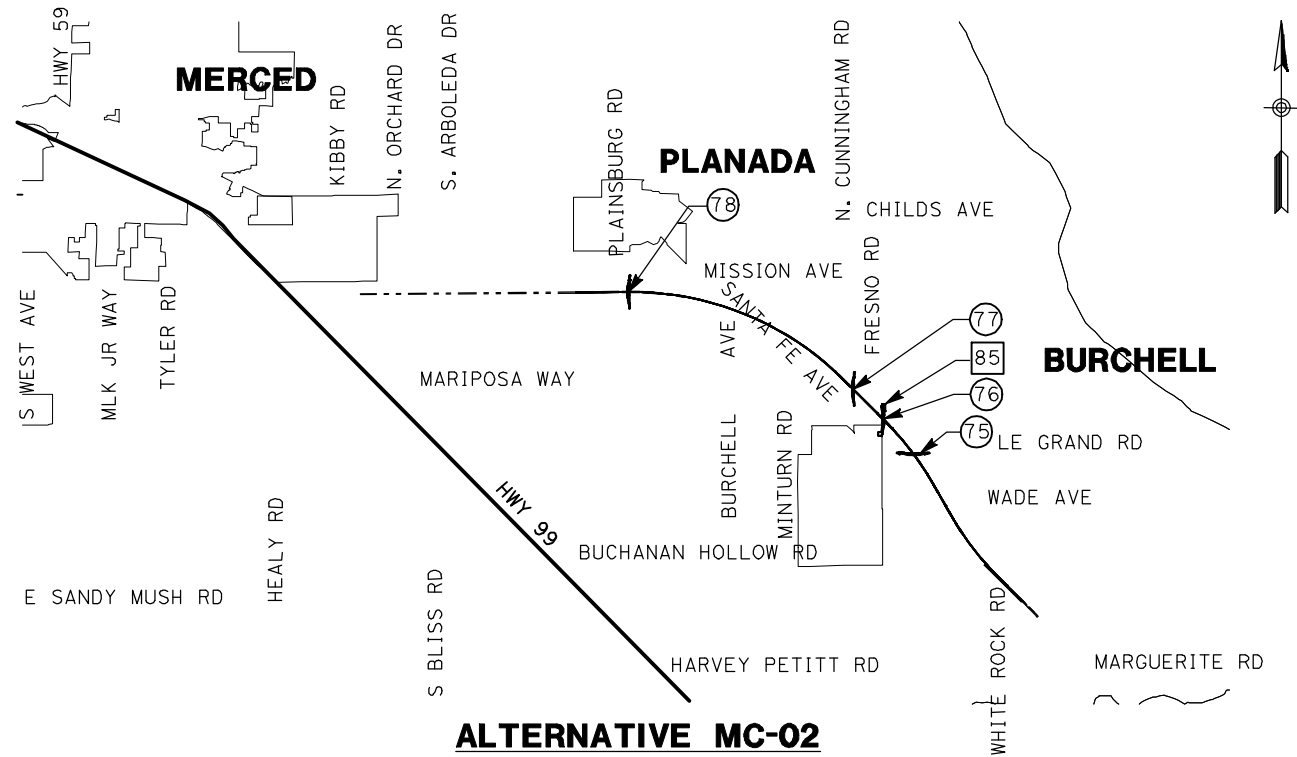 HWY 59
MERCED
KIBBY RD
N. ORCHARD DR
S. ARBOLEDA DR
PLAINSBURG RD
PLANADA
78
N. CUNNINGHAM RD
CHILDS AVE
MISSION AVE
SANTA FE AVE
FRESNO RD
77
85
76
75
BURCHELL
LE GRAND RD
WADE AVE
S WEST AVE
MLK JR WAY
TYLER RD
MARIPOSA WAY
BURCHELL AVE
MINTURN RD
HWY 99
BUCHANAN HOLLOW RD
HEALY RD
E SANDY MUSH RD
S BLISS RD
HARVEY PETITT RD
WHITE ROCK RD
MARGUERITE RD
ALTERNATIVE MC-02